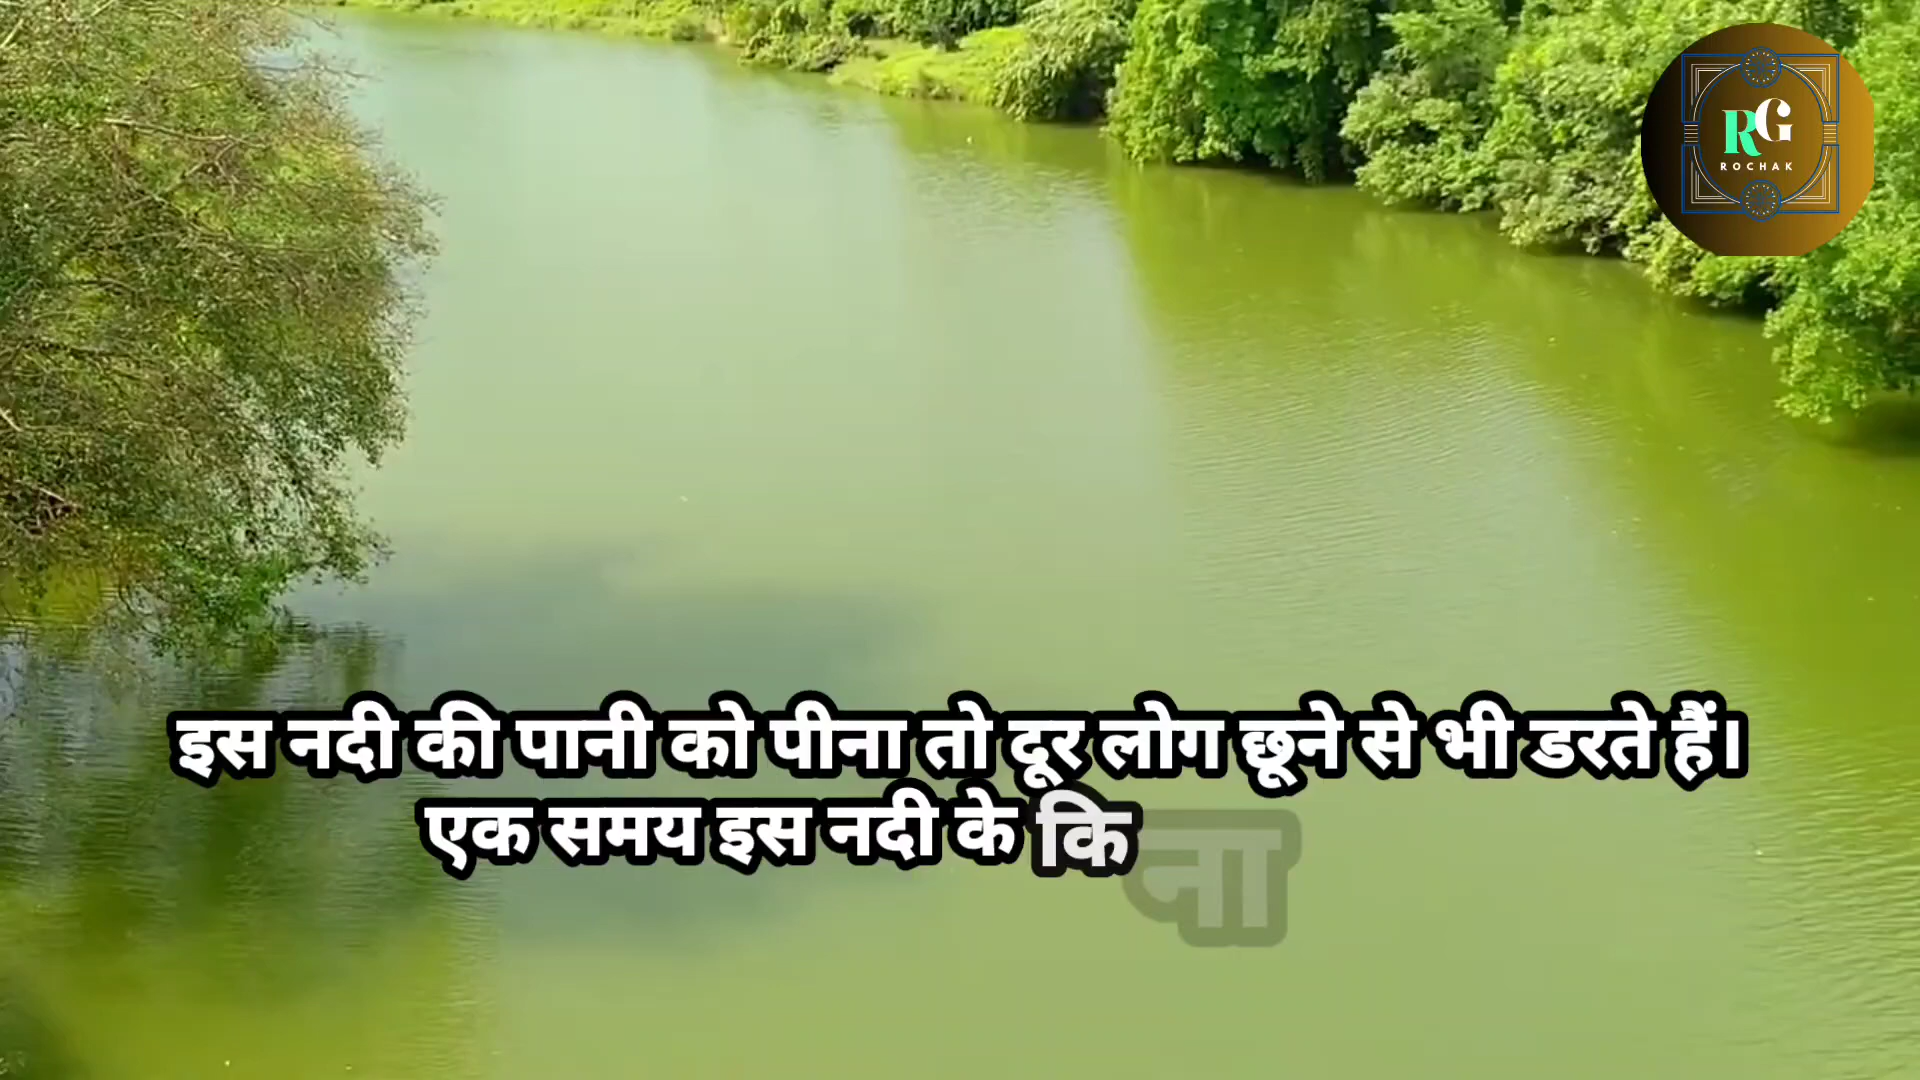 RG
ROCHAK
इस नदी की पानी को पीना तो दूर लोग छूने से भी डरते हैं।
एक समय इस नदी के किना